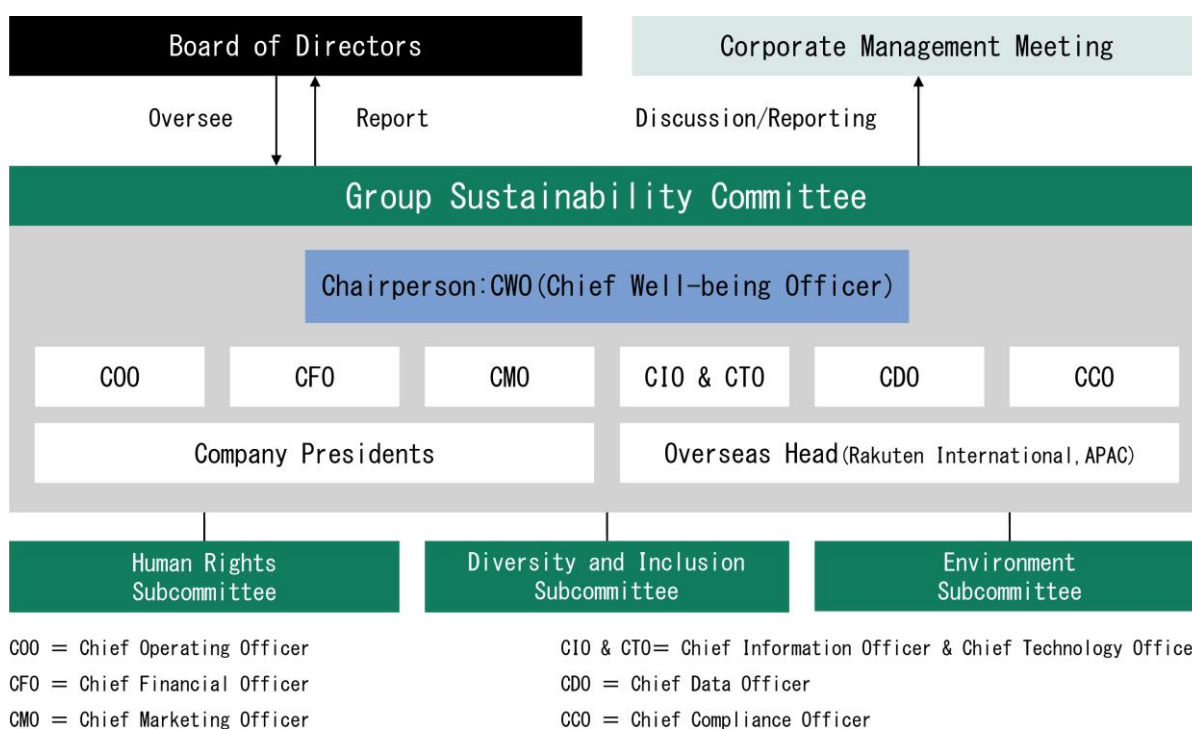 Board of Directors
Corporate Management Meeting
Oversee
Report
Discussion/Reporting
Group Sustainability Committee
Chairperson:CWO(Chief Well-being Officer)
COO
CFO
CMO
CIO & CTO
CDO
CCO
Company Presidents
Overseas Head(Rakuten International,APAC)
Human Rights
Subcommittee
Diversity and Inclusion
Subcommittee
Environment
Subcommittee
COO = Chief Operating Officer
CFO = Chief Financial Officer
CMO = Chief Marketing Officer
CIO & CTO= Chief Information Officer & Chief Technology Office
CDO = Chief Data Officer
CCO = Chief Compliance Officer